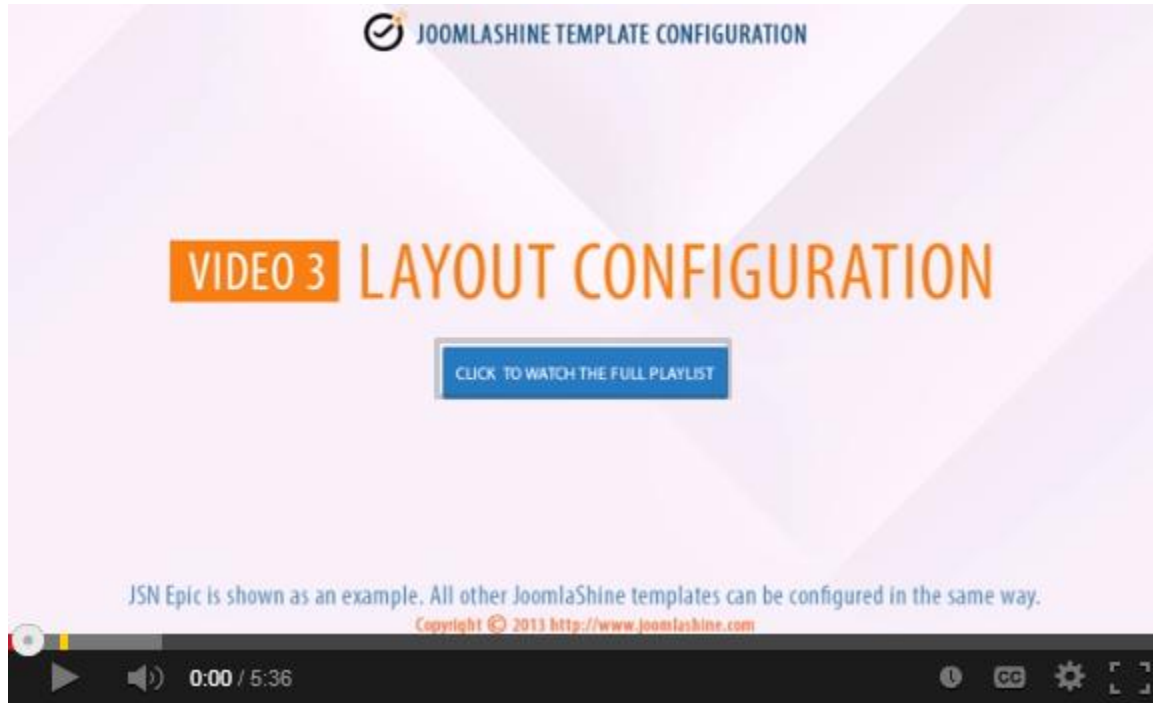 JOOMLASHINE TEMPLATE CONFIGURATION
VIDEO 3 LAYOUT CONFIGURATION
CLICK TO WATCH THE FULL PLAYLIST
JSN Epic is shown as an example. All other JoomlaShine templates can be configured in the same way.
Copyright © 2013 http://www.joomlashine.com
0:00 / 5:36 CC